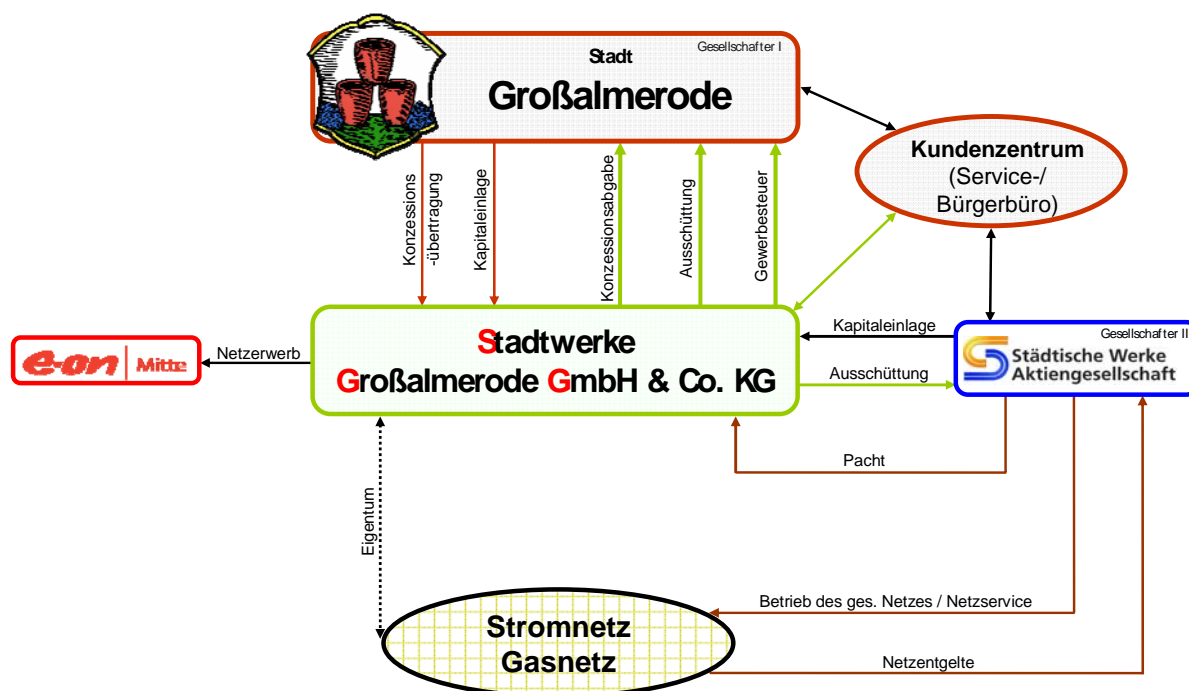 Gesellschafter I
Stadt
Großalmerode
Kundenzentrum
(Service-/
Bürgerbüro)
Konzessions
-übertragung
Kapitaleinlage
Konzessionsabgabe
Ausschüttung
Gewerbesteuer
e-on Mitte
Netzerwerb
Stadtwerke
Großalmerode GmbH & Co. KG
Kapitaleinlage
Ausschüttung
Gesellschafter II
Städtische Werke
Aktiengesellschaft
Pacht
Eigentum
Betrieb des ges. Netzes / Netzservice
Stromnetz
Gasnetz
Netzentgelte